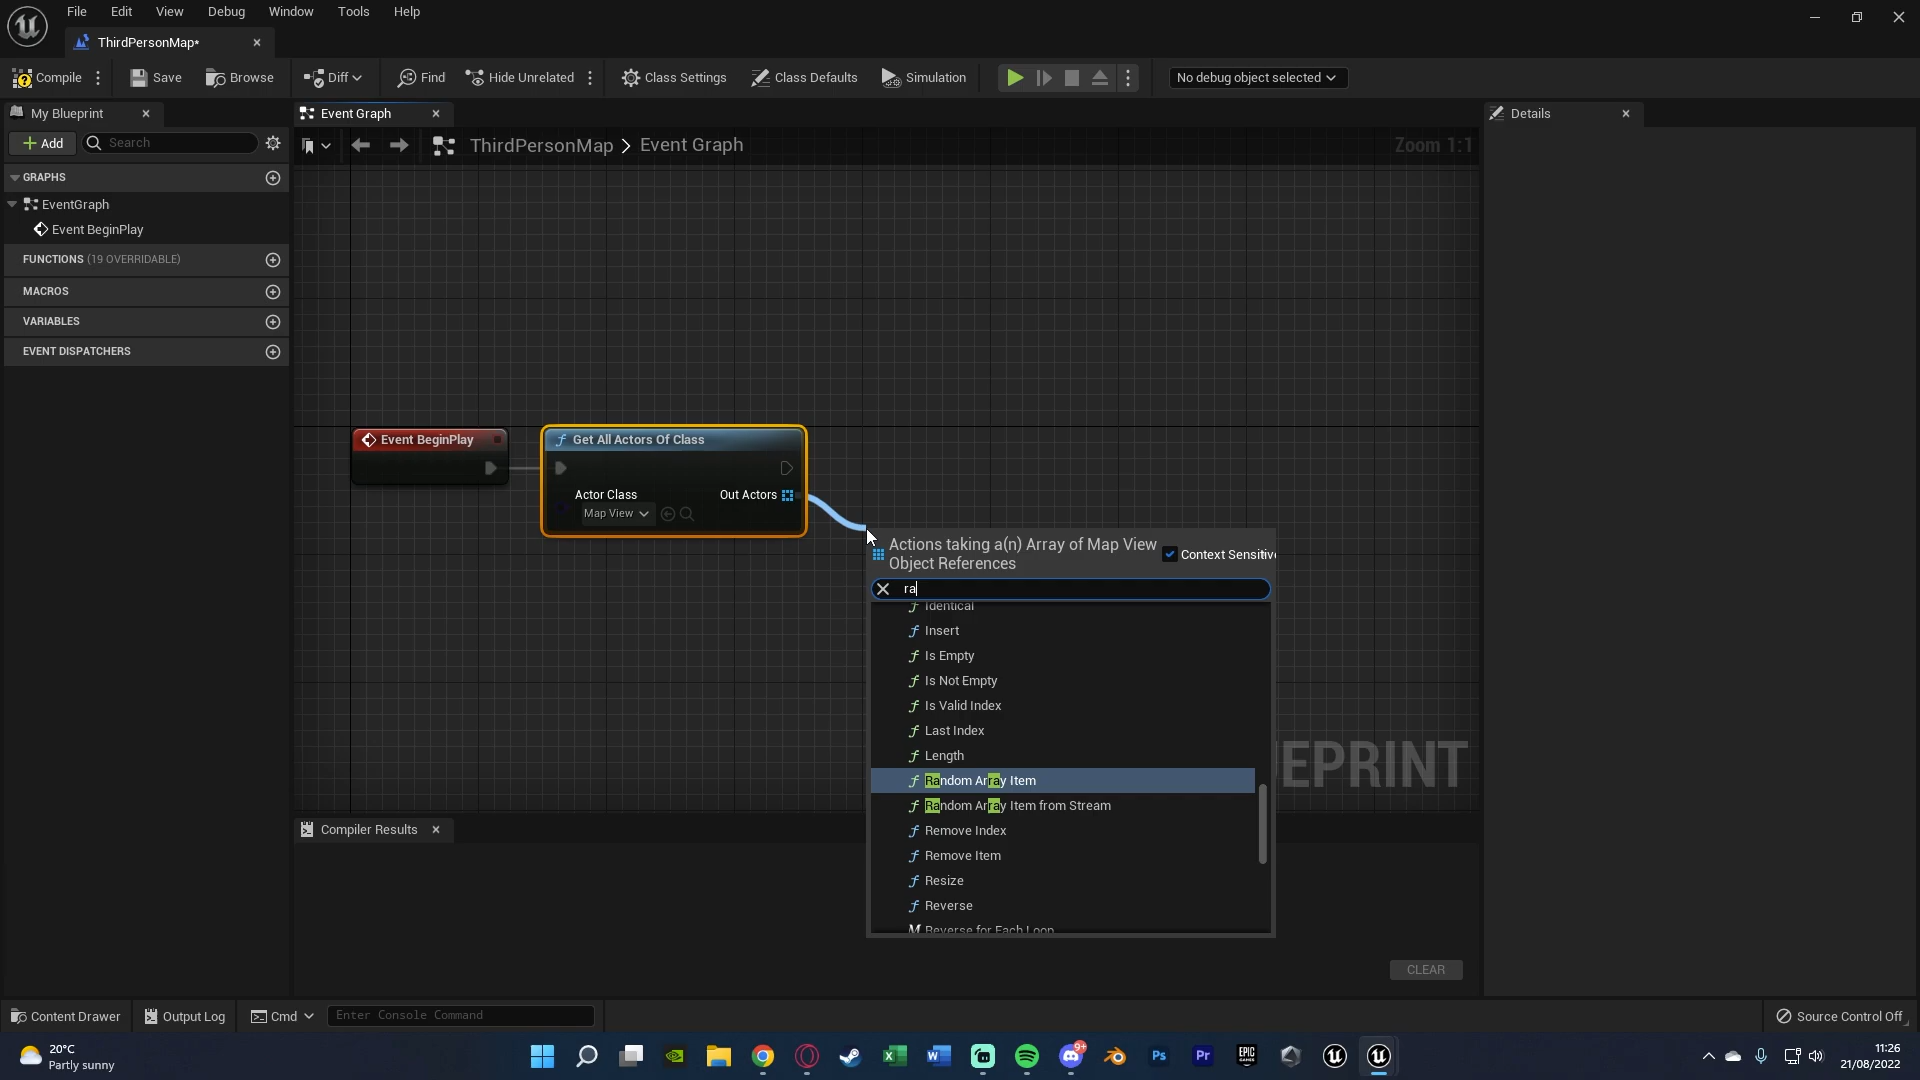 File Edit View Debug Window Tools Help
ThirdPersonMap*
Compile Save Browse Diff Find Hide Unrelated Class Settings Class Defaults Simulation No debug object selected
My Blueprint
Event Graph
Details
Add Search
ThirdPersonMap > Event Graph Zoom 1:1
GRAPHS
EventGraph
Event BeginPlay
FUNCTIONS (19 OVERRIDABLE)
MACROS
VARIABLES
EVENT DISPATCHERS
Event BeginPlay
f Get All Actors Of Class
Actor Class Out Actors
Map View
Actions taking a(n) Array of Map View
Object References
Context Sensitive
ra
f Identical
f Insert
f Is Empty
f Is Not Empty
f Is Valid Index
f Last Index
f Length
f Random Array Item
f Random Array Item from Stream
f Remove Index
f Remove Item
f Resize
f Reverse
M Reverse for Each Loop
EPRINT
Compiler Results
CLEAR
Content Drawer Output Log Cmd Enter Console Command Source Control Off
20°C
Partly sunny
9+
EPIC
GAMES
Ps
Pr
11:26
21/08/2022